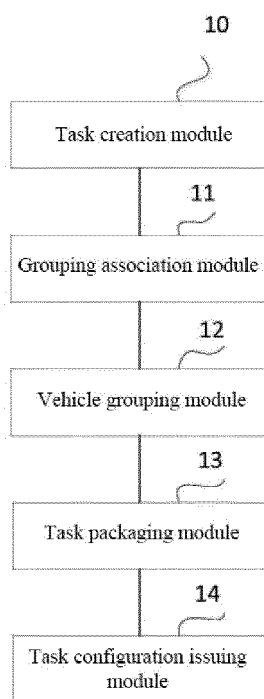 10
Task creation module
11
Grouping association module
12
Vehicle grouping module
13
Task packaging module
14
Task configuration issuing
module